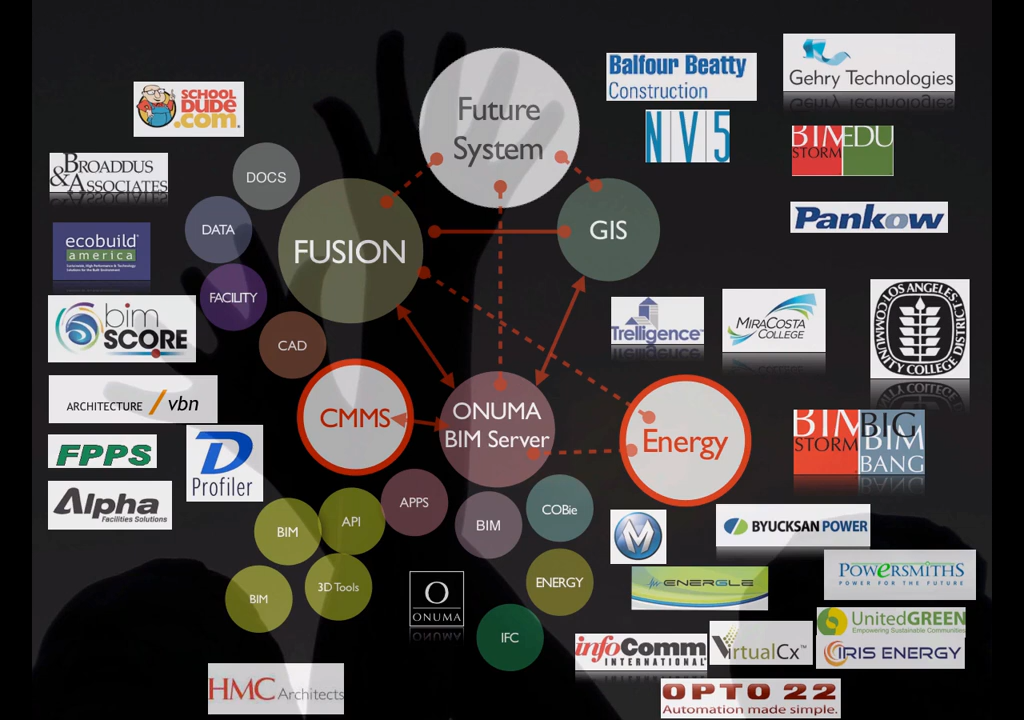 SCHOOL
DUDE
.com.
BROADDUS
& ASSOCIATES
ecobuild
america
bim
SCORE
ARCHITECTURE / vbn
FPPS
Alpha
Facilities Solutions
D
Profiler
HMC Architects
DOCS
DATA
FACILITY
CAD
FUSION
Future
System
GIS
CMMS
ONUMA
BIM Server
Energy
APPS
API
BIM
3D Tools
BIM
BIM
COBie
ENERGY
IFC
O
ONUMA
Balfour Beatty
Construction
Gehry Technologies
NV5
BIM EDU
STORM
Pankow
Trelligence
MIRACOSTA
COLLEGE
LOS ANGELES
COMMUNITY COLLEGE DISTRICT
BIM BIG
STORM BIM
BANG
M
BYUCKSAN POWER
ENERGLE
POWERSMITHS
POWER FOR THE FUTURE
UnitedGREEN
Empowering Sustainable Communities
IRIS ENERGY
infoComm
INTERNATIONAL
VirtualCx™
OPTO 22
Automation made simple.